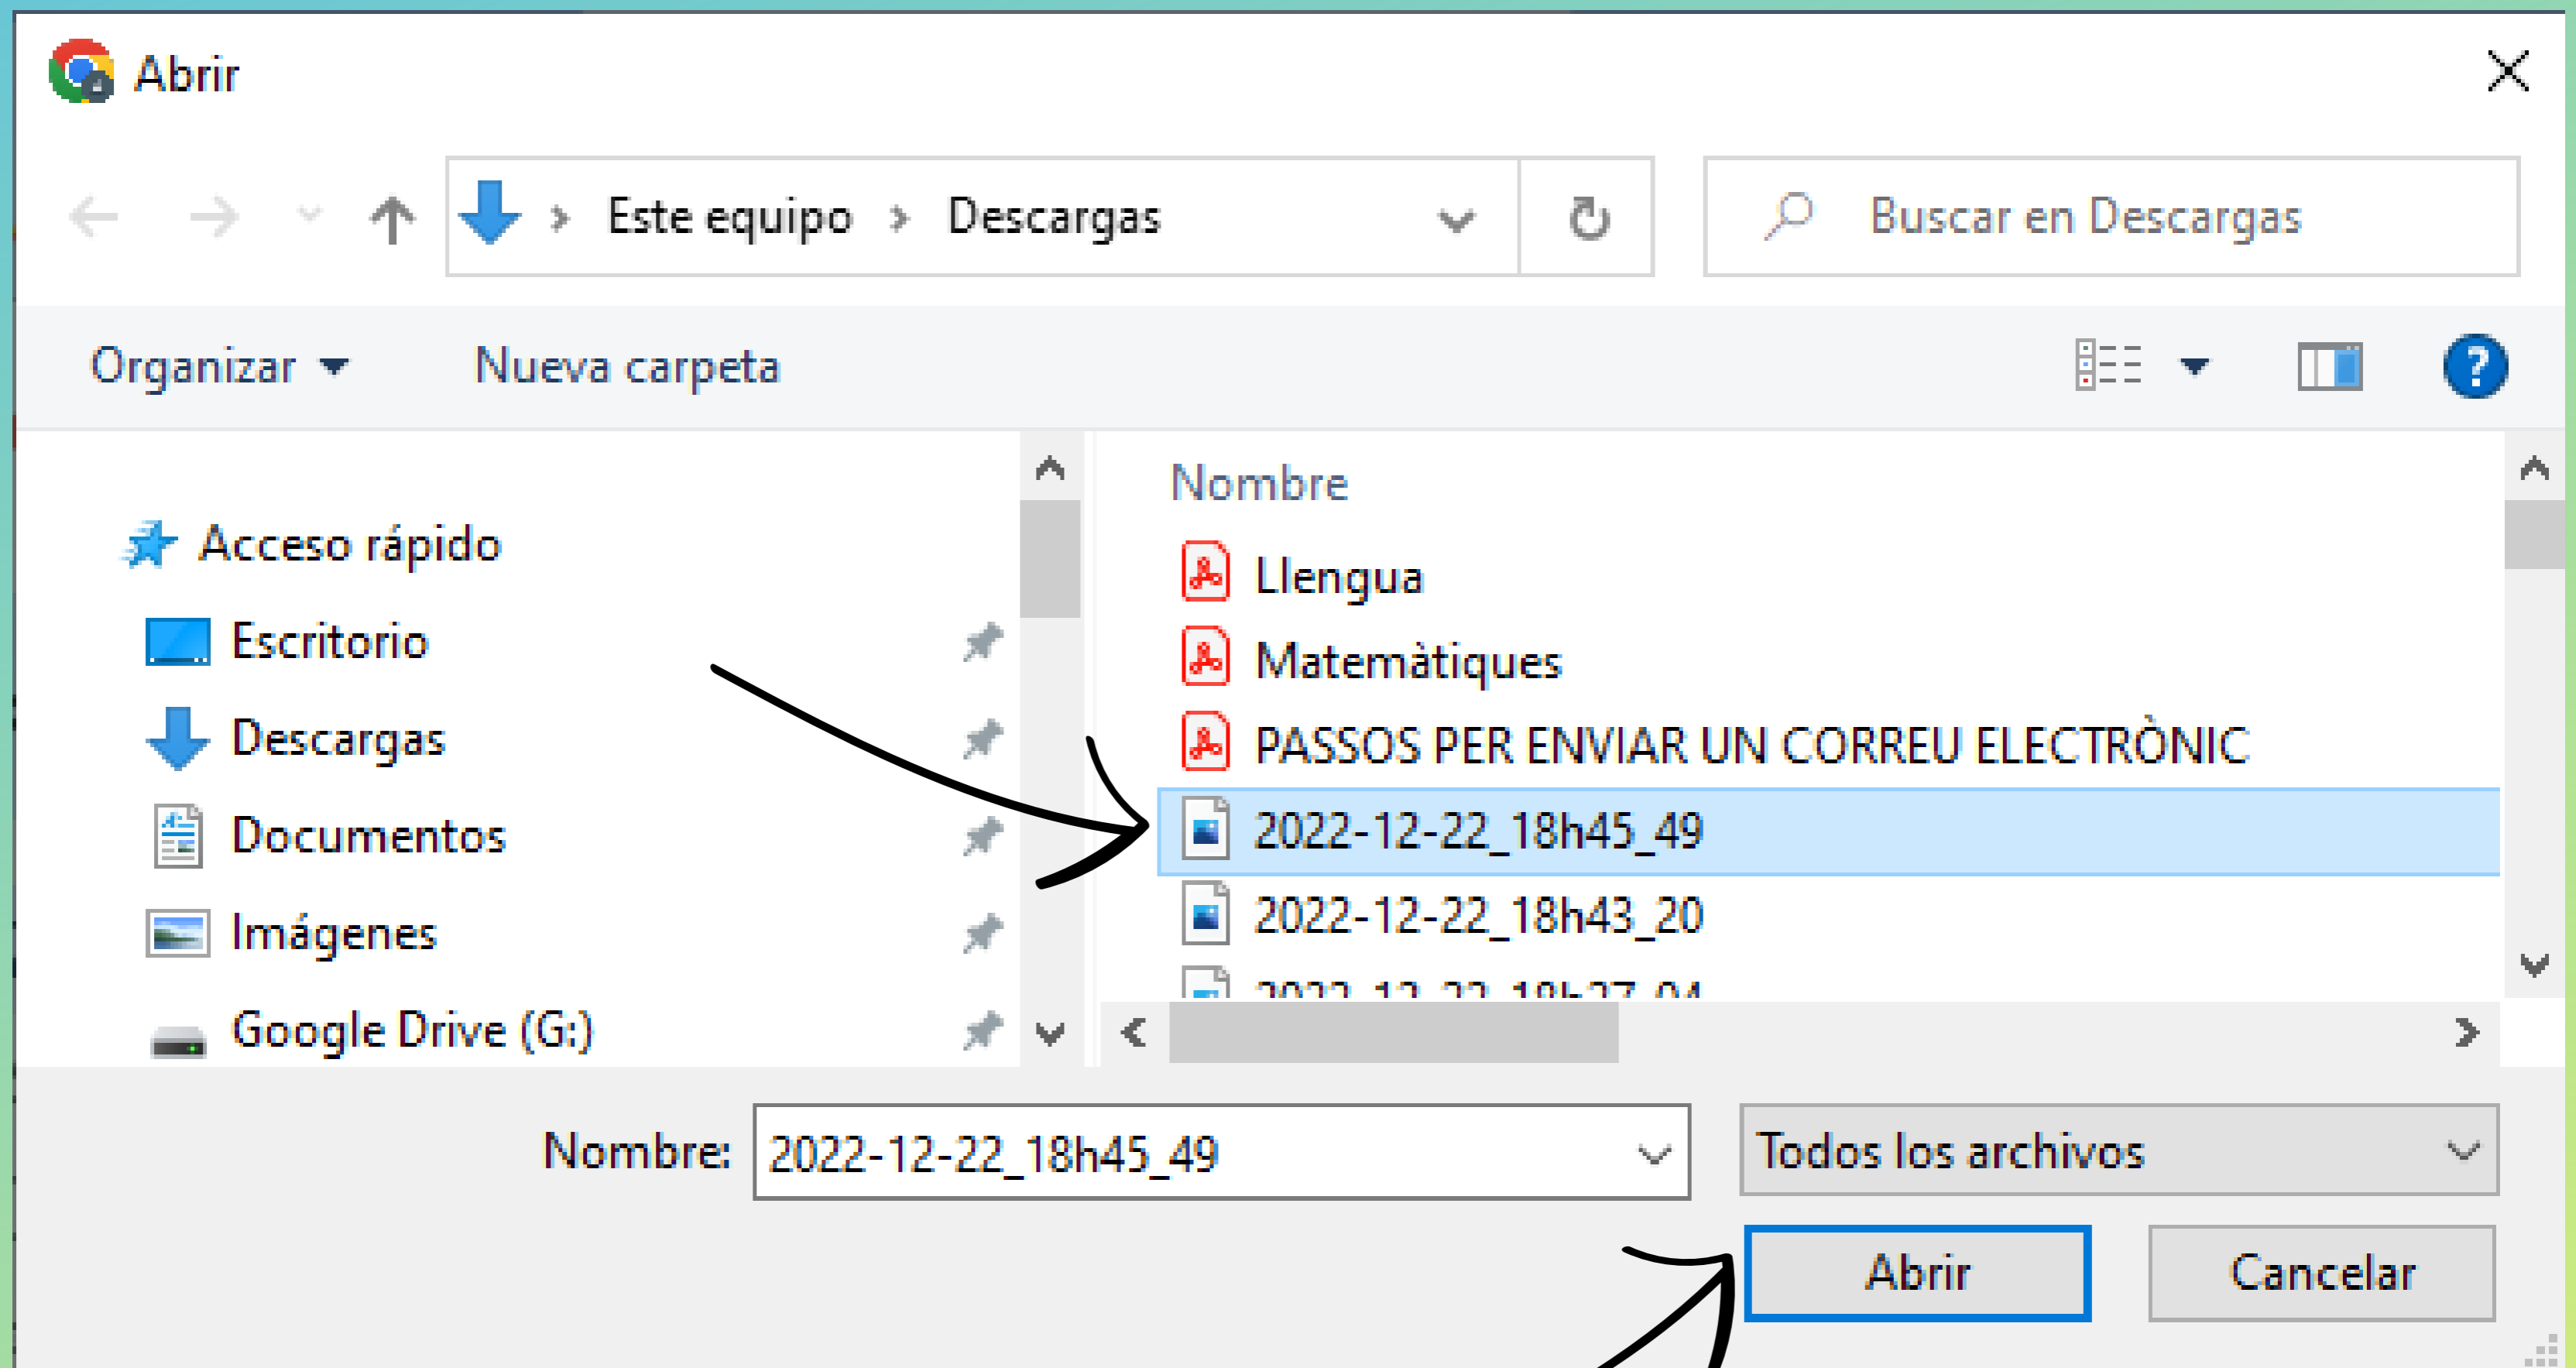 Abrir
Este equipo > Descargas
Buscar en Descargas
Organizar
Nueva carpeta
Acceso rápido
Escritorio
Descargas
Documentos
Imágenes
Google Drive (G:)
Nombre
Llengua
Matemàtiques
PASSOS PER ENVIAR UN CORREU ELECTRÒNIC
2022-12-22_18h45_49
2022-12-22_18h43_20
Nombre: 2022-12-22_18h45_49
Todos los archivos
Abrir
Cancelar